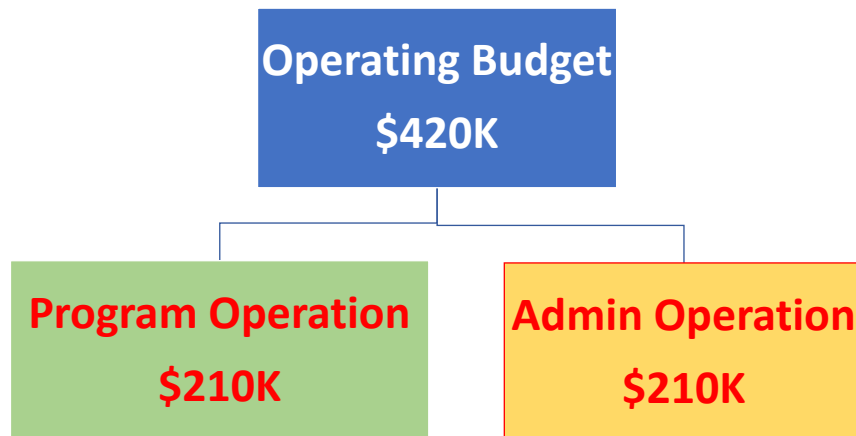 Operating Budget
$420K
Program Operation
$210K
Admin Operation
$210K